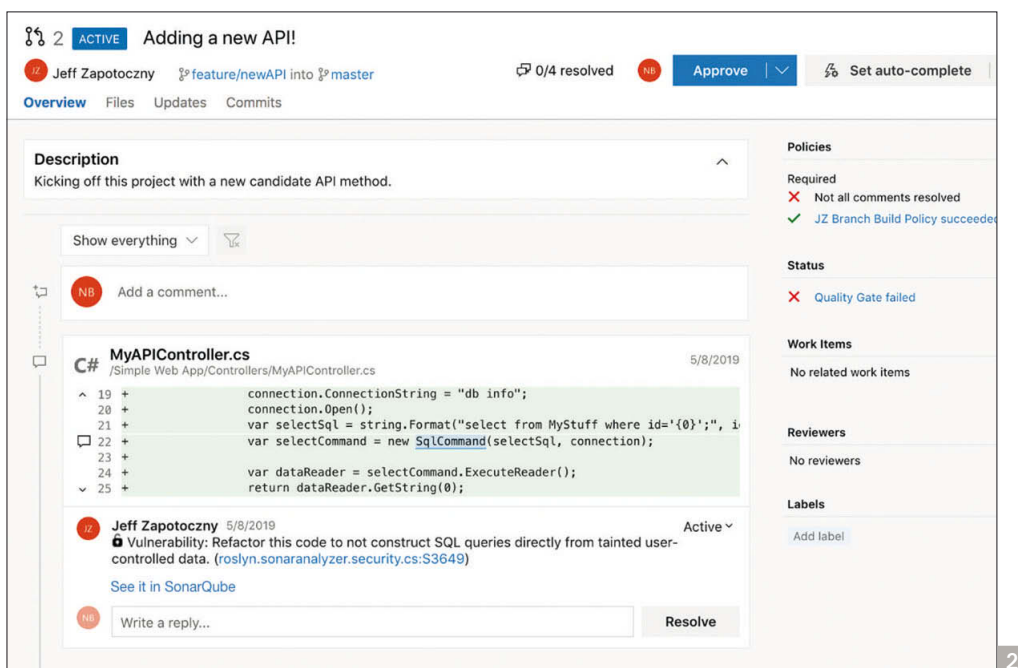 2 ACTIVE Adding a new API!
JZ Jeff Zapotoczny feature/newAPI into master 0/4 resolved NB Approve Set auto-complete
Overview Files Updates Commits
Description
Kicking off this project with a new candidate API method.
Show everything
NB Add a comment...
C# MyAPIController.cs
/Simple Web App/Controllers/MyAPIController.cs
5/8/2019
19 + connection.ConnectionString = "db info";
20 + connection.Open();
21 + var selectSql = string.Format("select from MyStuff where id='{0}';", i
22 + var selectCommand = new SqlCommand(selectSql, connection);
23 +
24 + var dataReader = selectCommand.ExecuteReader();
25 + return dataReader.GetString(0);
JZ Jeff Zapotoczny 5/8/2019 Active
Vulnerability: Refactor this code to not construct SQL queries directly from tainted user-
controlled data. (roslyn.sonaranalyzer.security.cs:S3649)
See it in SonarQube
NB Write a reply... Resolve
Policies
Required
Not all comments resolved
JZ Branch Build Policy succeeded
Status
Quality Gate failed
Work Items
No related work items
Reviewers
No reviewers
Labels
Add label
2